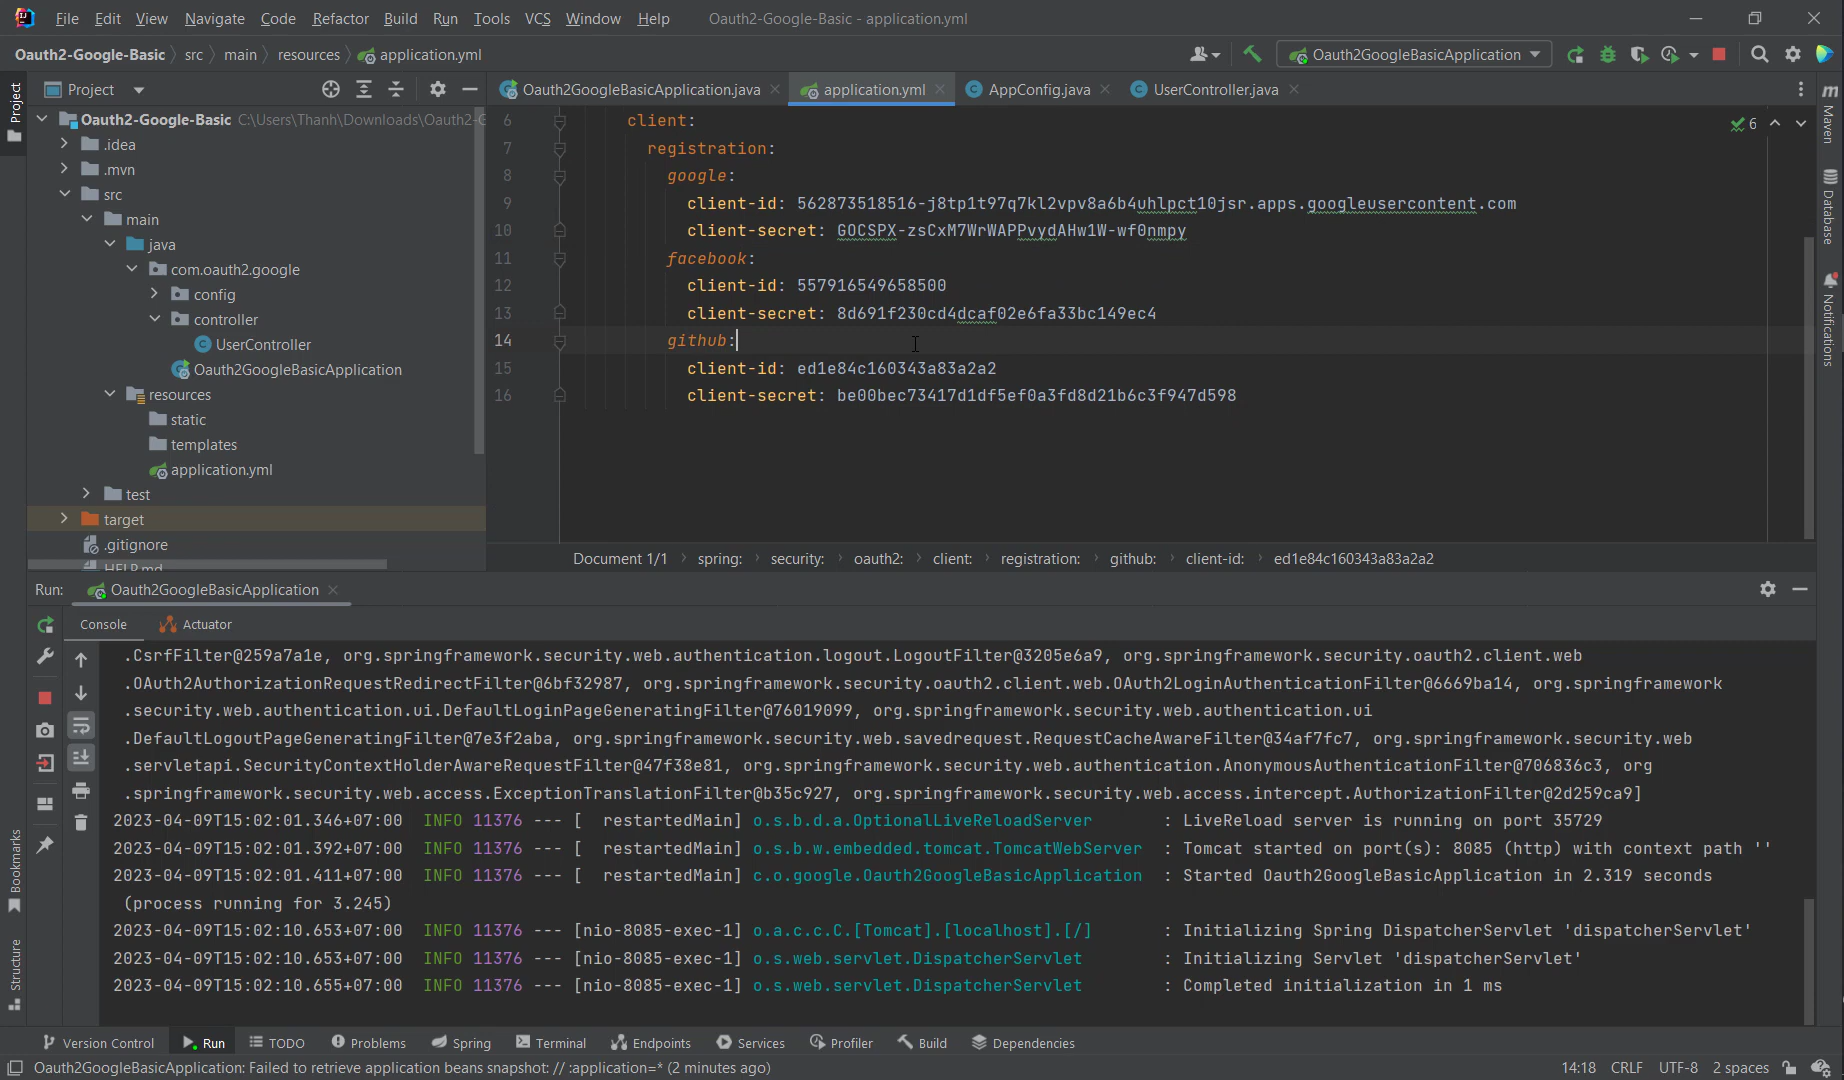 File Edit View Navigate Code Refactor Build Run Tools VCS Window Help Oauth2-Google-Basic - application.yml
Oauth2-Google-Basic src main resources application.yml Oauth2GoogleBasicApplication
Project
Project
Oauth2-Google-Basic C:\Users\Thanh\Downloads\Oauth2-G
.idea
.mvn
src
main
java
com.oauth2.google
config
controller
UserController
Oauth2GoogleBasicApplication
resources
static
templates
application.yml
test
target
.gitignore
HELP.md
Oauth2GoogleBasicApplication.java application.yml AppConfig.java UserController.java
6 client:
7 registration:
8 google:
9 client-id: 562873518516-j8tp1t97q7kl2vpv8a6b4uhlpct10jsr.apps.googleusercontent.com
10 client-secret: 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
11 facebook:
12 client-id: 557916549658500
13 client-secret: 8d691f230cd4dcaf02e6fa33bc149ec4
14 github:
15 client-id: ed1e84c160343a83a2a2
16 client-secret: be00bec73417d1df5ef0a3fd8d21b6c3f947d598
6
Maven
Database
Notifications
Document 1/1 spring: security: oauth2: client: registration: github: client-id: ed1e84c160343a83a2a2
Run: Oauth2GoogleBasicApplication
Console Actuator
.CsrfFilter@259a7a1e, org.springframework.security.web.authentication.logout.LogoutFilter@3205e6a9, org.springframework.security.oauth2.client.web
.OAuth2AuthorizationRequestRedirectFilter@6bf32987, org.springframework.security.oauth2.client.web.OAuth2LoginAuthenticationFilter@6669ba14, org.springframework
.security.web.authentication.ui.DefaultLoginPageGeneratingFilter@76019099, org.springframework.security.web.authentication.ui
.DefaultLogoutPageGeneratingFilter@7e3f2aba, org.springframework.security.web.savedrequest.RequestCacheAwareFilter@34af7fc7, org.springframework.security.web
.servletapi.SecurityContextHolderAwareRequestFilter@47f38e81, org.springframework.security.web.authentication.AnonymousAuthenticationFilter@706836c3, org
.springframework.security.web.access.ExceptionTranslationFilter@b35c927, org.springframework.security.web.access.intercept.AuthorizationFilter@2d259ca9]
2023-04-09T15:02:01.346+07:00 INFO 11376 --- [ restartedMain] o.s.b.d.a.OptionalLiveReloadServer : LiveReload server is running on port 35729
2023-04-09T15:02:01.392+07:00 INFO 11376 --- [ restartedMain] o.s.b.w.embedded.tomcat.TomcatWebServer : Tomcat started on port(s): 8085 (http) with context path ''
2023-04-09T15:02:01.411+07:00 INFO 11376 --- [ restartedMain] c.o.google.Oauth2GoogleBasicApplication : Started Oauth2GoogleBasicApplication in 2.319 seconds
(process running for 3.245)
2023-04-09T15:02:10.653+07:00 INFO 11376 --- [nio-8085-exec-1] o.a.c.c.C.[Tomcat].[localhost].[/] : Initializing Spring DispatcherServlet 'dispatcherServlet'
2023-04-09T15:02:10.653+07:00 INFO 11376 --- [nio-8085-exec-1] o.s.web.servlet.DispatcherServlet : Initializing Servlet 'dispatcherServlet'
2023-04-09T15:02:10.655+07:00 INFO 11376 --- [nio-8085-exec-1] o.s.web.servlet.DispatcherServlet : Completed initialization in 1 ms
Bookmarks
Structure
Version Control Run TODO Problems Spring Terminal Endpoints Services Profiler Build Dependencies
Oauth2GoogleBasicApplication: Failed to retrieve application beans snapshot: // :application=* (2 minutes ago) 14:18 CRLF UTF-8 2 spaces